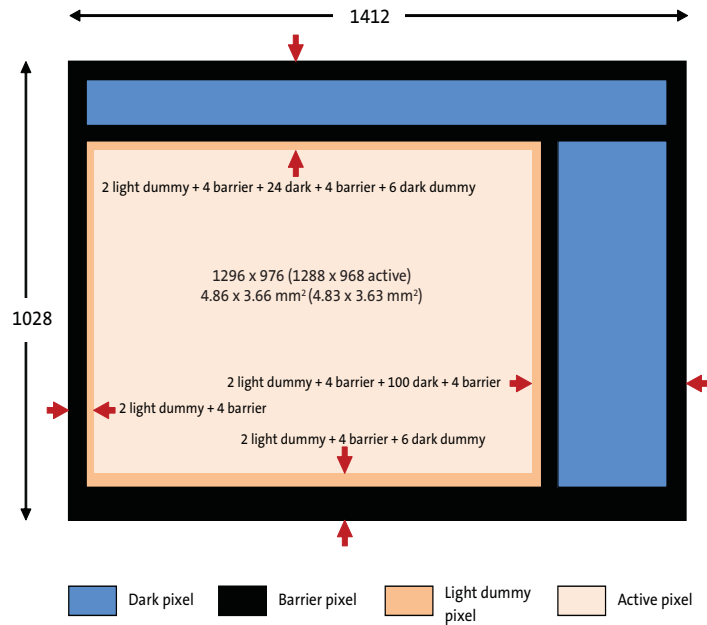 1412
2 light dummy + 4 barrier + 24 dark + 4 barrier + 6 dark dummy
1296 x 976 (1288 x 968 active)
4.86 x 3.66 mm² (4.83 x 3.63 mm²)
1028
2 light dummy + 4 barrier + 100 dark + 4 barrier
2 light dummy + 4 barrier
2 light dummy + 4 barrier + 6 dark dummy
Dark pixel
Barrier pixel
Light dummy
pixel
Active pixel